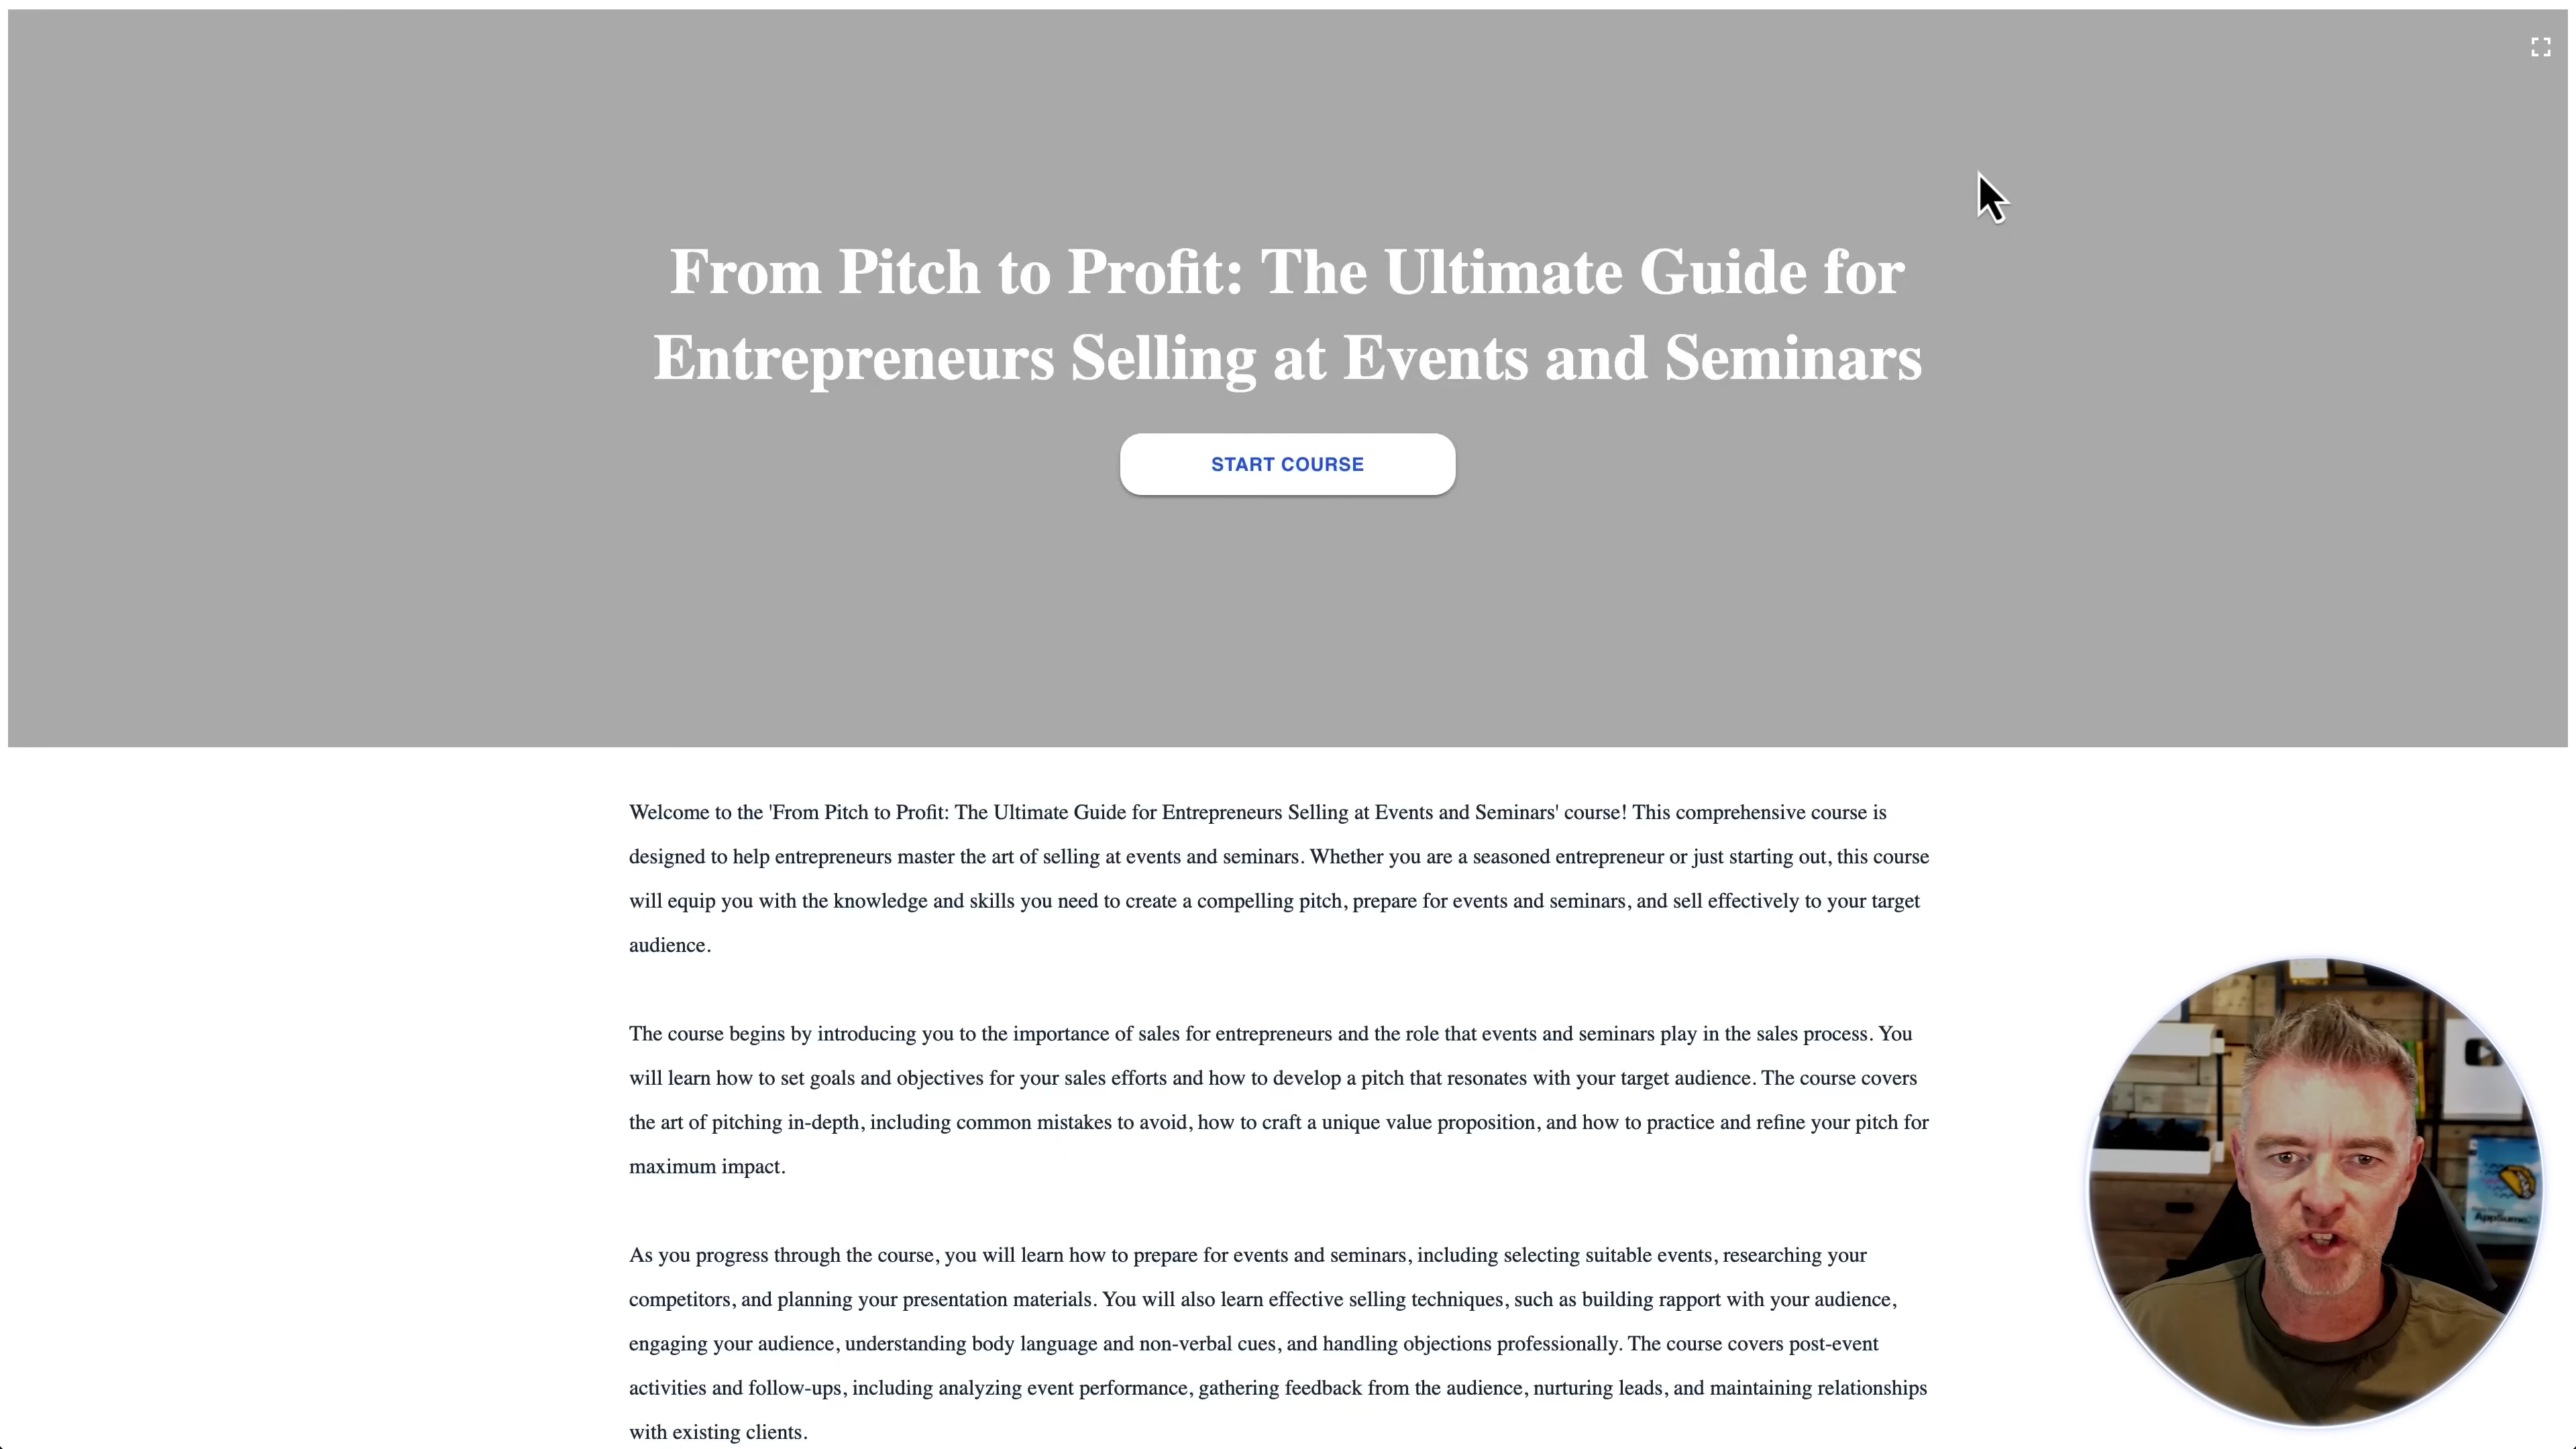 From Pitch to Profit: The Ultimate Guide for
Entrepreneurs Selling at Events and Seminars
START COURSE
Welcome to the 'From Pitch to Profit: The Ultimate Guide for Entrepreneurs Selling at Events and Seminars' course! This comprehensive course is
designed to help entrepreneurs master the art of selling at events and seminars. Whether you are a seasoned entrepreneur or just starting out, this course
will equip you with the knowledge and skills you need to create a compelling pitch, prepare for events and seminars, and sell effectively to your target
audience.
The course begins by introducing you to the importance of sales for entrepreneurs and the role that events and seminars play in the sales process. You
will learn how to set goals and objectives for your sales efforts and how to develop a pitch that resonates with your target audience. The course covers
the art of pitching in-depth, including common mistakes to avoid, how to craft a unique value proposition, and how to practice and refine your pitch for
maximum impact.
As you progress through the course, you will learn how to prepare for events and seminars, including selecting suitable events, researching your
competitors, and planning your presentation materials. You will also learn effective selling techniques, such as building rapport with your audience,
engaging your audience, understanding body language and non-verbal cues, and handling objections professionally. The course covers post-event
activities and follow-ups, including analyzing event performance, gathering feedback from the audience, nurturing leads, and maintaining relationships
with existing clients.
AppSumo